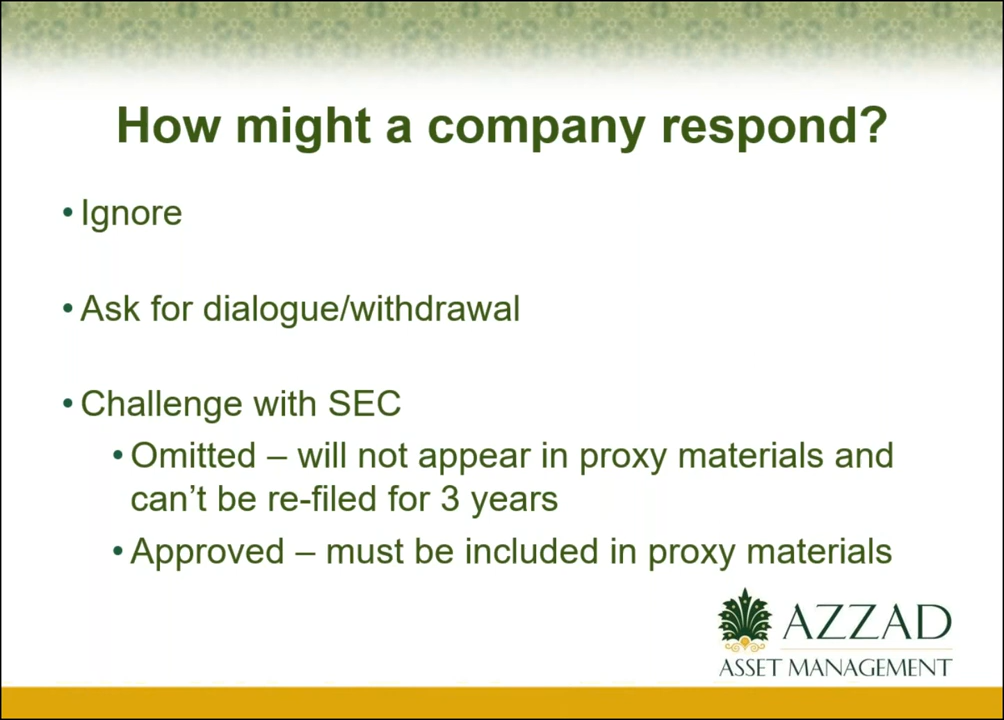 How might a company respond?
• Ignore
• Ask for dialogue/withdrawal
• Challenge with SEC
• Omitted – will not appear in proxy materials and
can’t be re-filed for 3 years
• Approved – must be included in proxy materials
AZZAD
ASSET MANAGEMENT